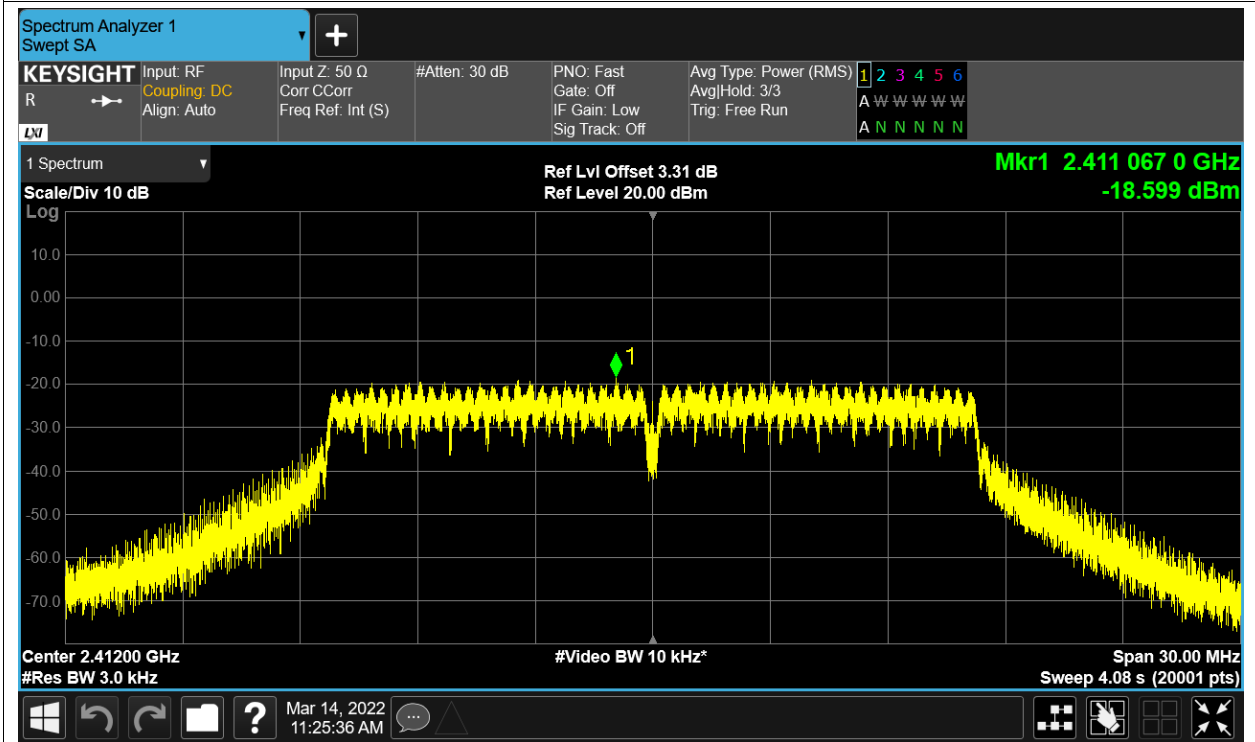 Spectrum Analyzer 1
Swept SA
+
KEYSIGHT
R
LXI
Input: RF
Coupling: DC
Align: Auto
Input Z: 50 Ω
Corr CCorr
Freq Ref: Int (S)
#Atten: 30 dB
PNO: Fast
Gate: Off
IF Gain: Low
Sig Track: Off
Avg Type: Power (RMS)
Avg|Hold: 3/3
Trig: Free Run
1 2 3 4 5 6
A W W W W W
A N N N N N
1 Spectrum
Scale/Div 10 dB
Log
Ref Lvl Offset 3.31 dB
Ref Level 20.00 dBm
Mkr1 2.411 067 0 GHz
-18.599 dBm
10.0
0.00
-10.0
-20.0
-30.0
-40.0
-50.0
-60.0
-70.0
1
Center 2.41200 GHz
#Res BW 3.0 kHz
#Video BW 10 kHz*
Span 30.00 MHz
Sweep 4.08 s (20001 pts)
?
Mar 14, 2022
11:25:36 AM